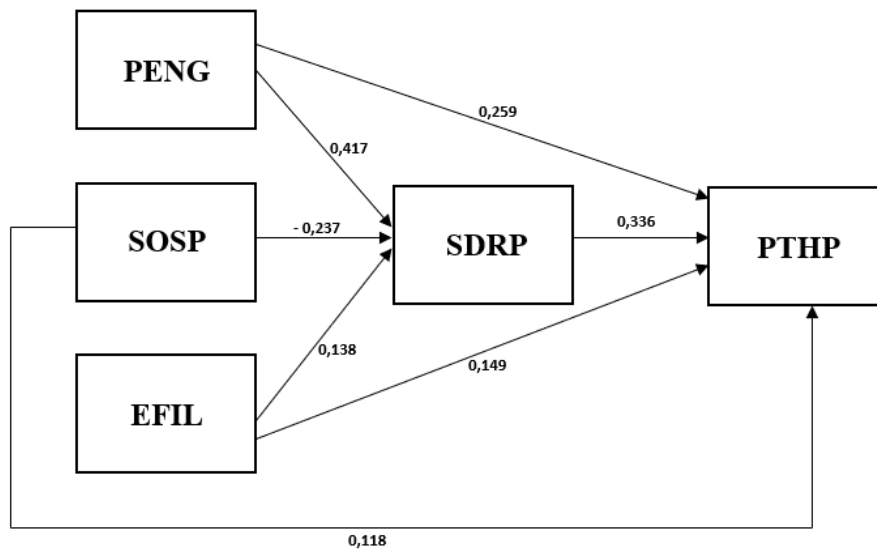 PENG
0,259
0,417
SOSP
- 0,237
SDRP
0,336
PTHP
0,138
0,149
EFIL
0,118